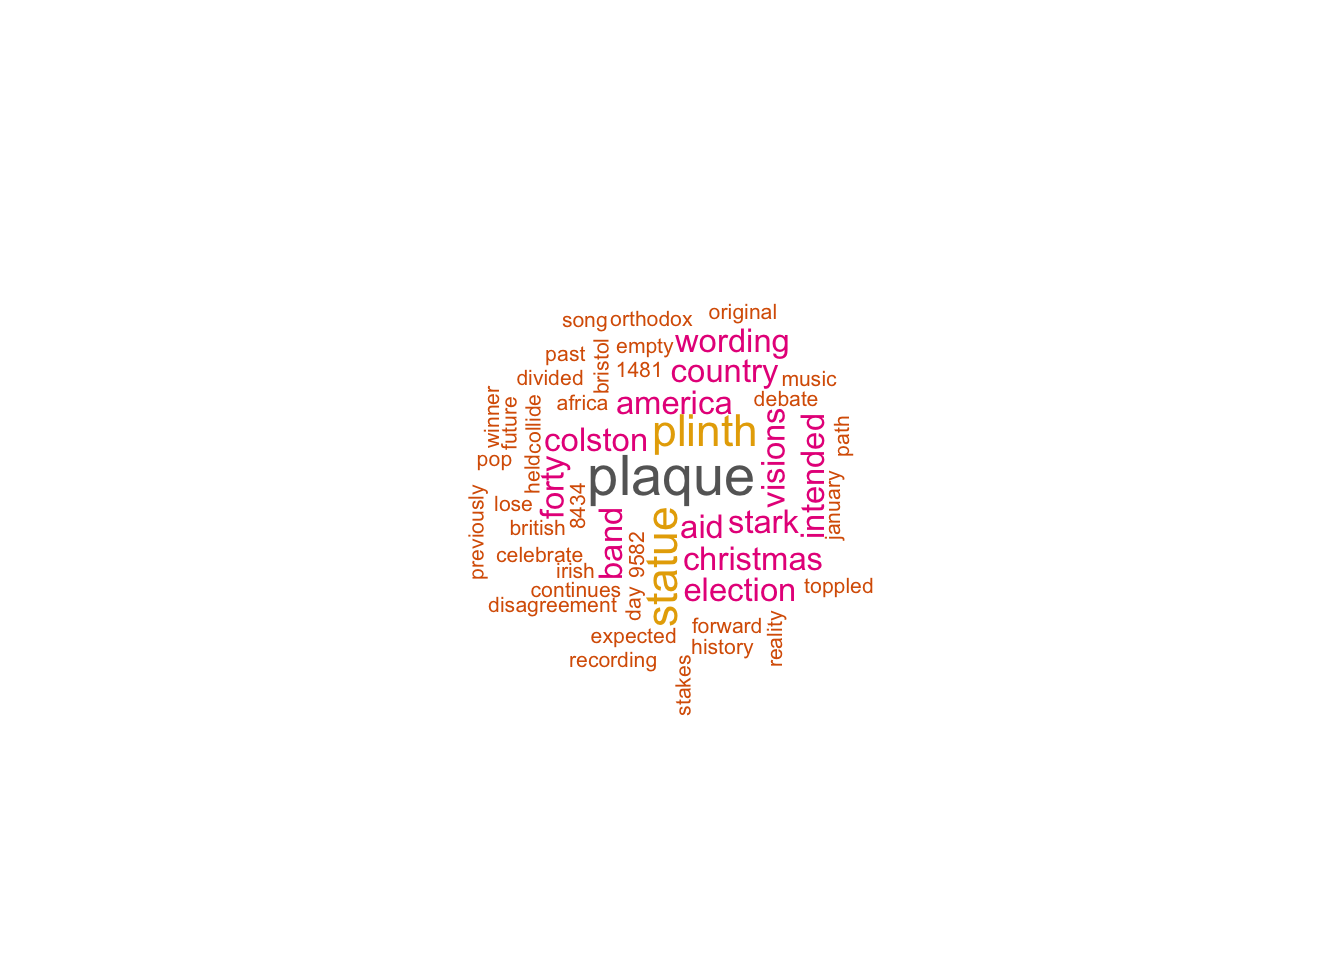 original
song
orthodox
wording
empty
bristol
past
1481
country
music
divided
africa
america
debate
winner
future
collide
held
colston
plinth
visions
intended
path
pop
forty
plaque
january
previously
lose
8434
british
band
9582
statue
aid
stark
celebrate
irish
christmas
continues
disagreement
day
election
toppled
expected
forward
history
reality
recording
stakes